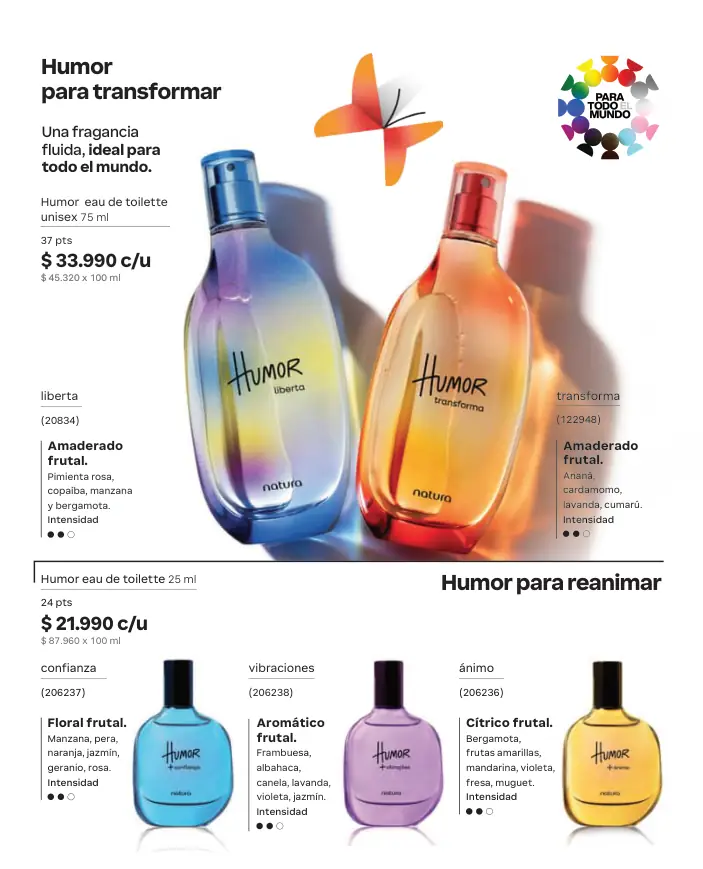 Humor
para transformar
Una fragancia
fluida, ideal para
todo el mundo.
Humor eau de toilette
unisex 75 ml
37 pts
$ 33.990 c/u
$ 45.320 x 100 ml
PARA
TODO EL
MUNDO
HUMOR
liberta
natura
HUMOR
transforma
natura
liberta
(20834)
Amaderado
frutal.
Pimienta rosa,
copaíba, manzana
y bergamota.
Intensidad
transforma
(122948)
Amaderado
frutal.
Ananá,
cardamomo,
lavanda, cumarú.
Intensidad
Humor eau de toilette 25 ml
24 pts
$ 21.990 c/u
$ 87.960 x 100 ml
Humor para reanimar
confianza
(206237)
Floral frutal.
Manzana, pera,
naranja, jazmín,
geranio, rosa.
Intensidad
HUMOR
natura
vibraciones
(206238)
Aromático
frutal.
Frambuesa,
albahaca,
canela, lavanda,
violeta, jazmín.
Intensidad
HUMOR
natura
ánimo
(206236)
Cítrico frutal.
Bergamota,
frutas amarillas,
mandarina, violeta,
fresa, muguet.
Intensidad
HUMOR
+ ánimo
natura